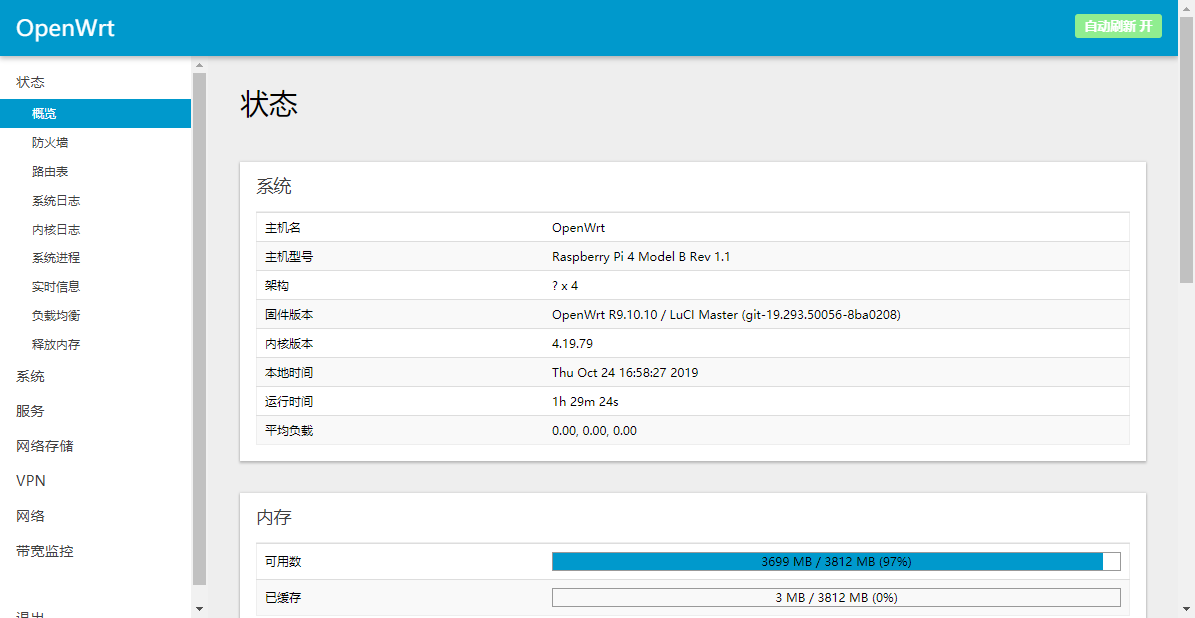 OpenWrt
自动刷新 开
状态
概览
防火墙
路由表
系统日志
内核日志
系统进程
实时信息
负载均衡
释放内存
系统
服务
网络存储
VPN
网络
带宽监控
退出
状态
系统
主机名 OpenWrt
主机型号 Raspberry Pi 4 Model B Rev 1.1
架构 ? x 4
固件版本 OpenWrt R9.10.10 / LuCI Master (git-19.293.50056-8ba0208)
内核版本 4.19.79
本地时间 Thu Oct 24 16:58:27 2019
运行时间 1h 29m 24s
平均负载 0.00, 0.00, 0.00
内存
可用数 3699 MB / 3812 MB (97%)
已缓存 3 MB / 3812 MB (0%)